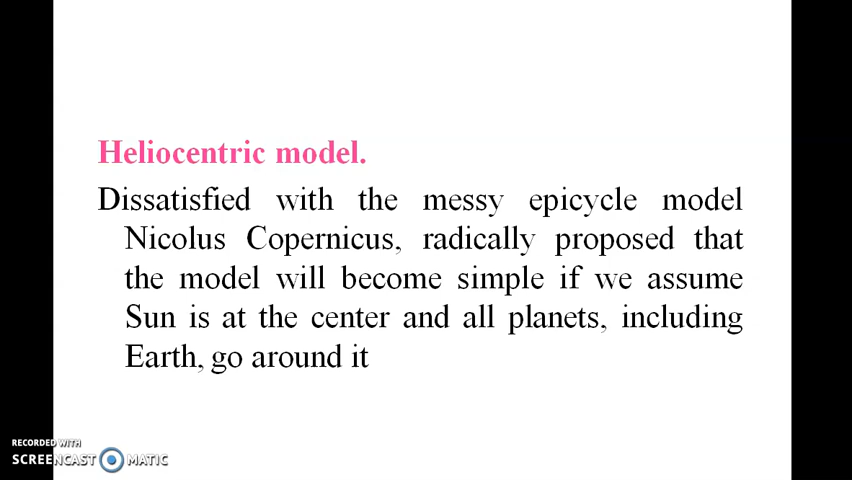 Heliocentric model.
Dissatisfied with the messy epicycle model
Nicolus Copernicus, radically proposed that
the model will become simple if we assume
Sun is at the center and all planets, including
Earth, go around it
RECORDED WITH
SCREENCAST MATIC